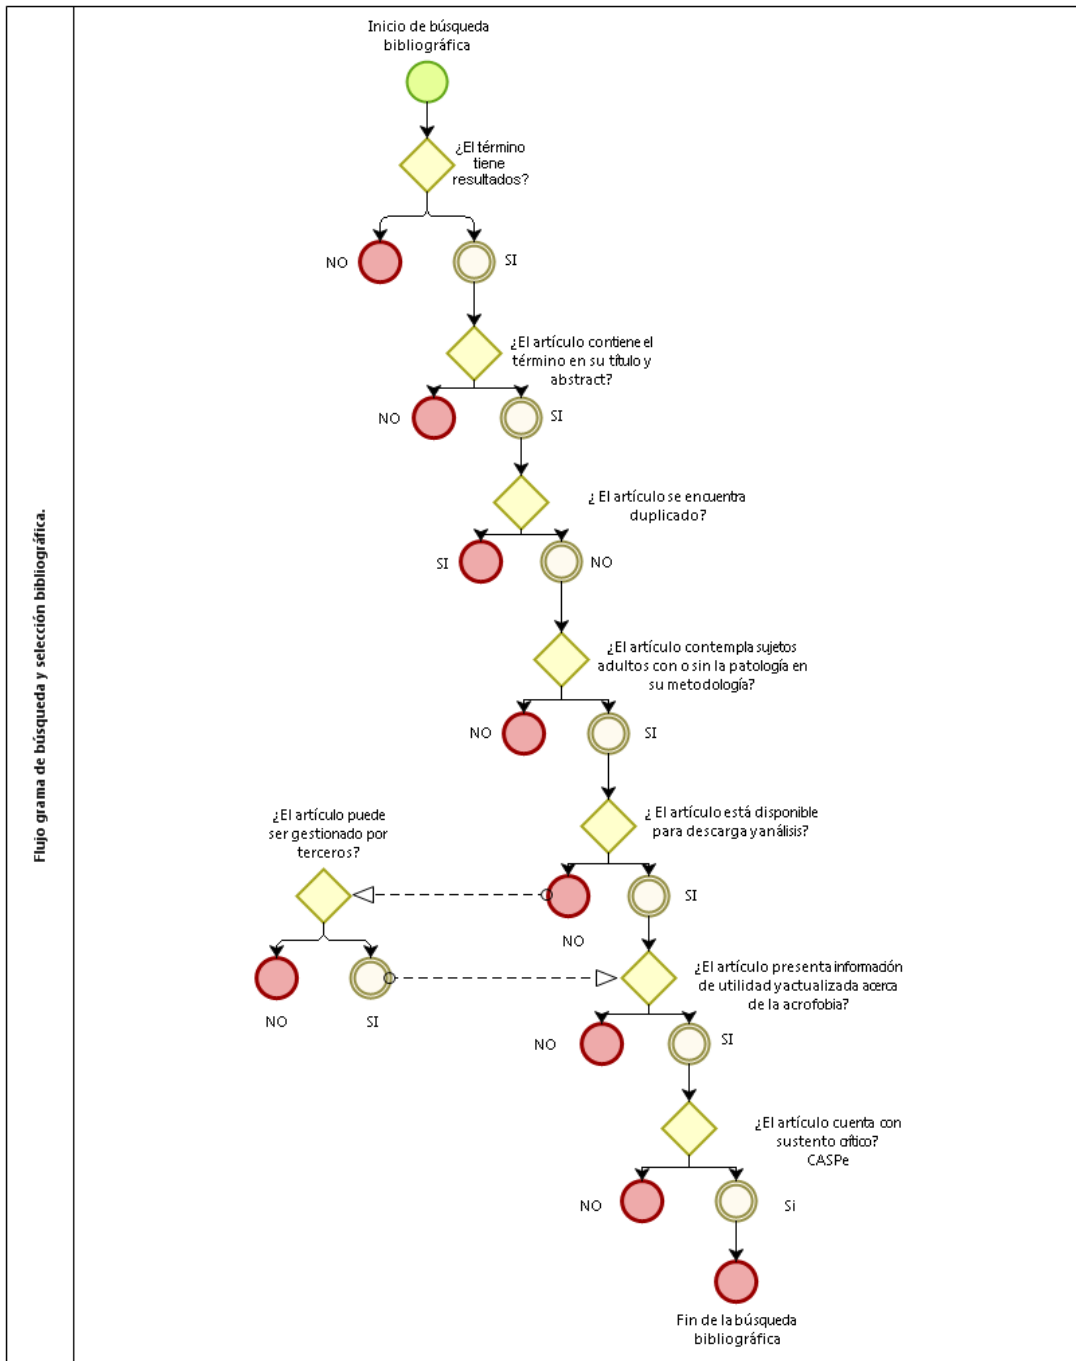 Flujo grama de búsqueda y selección bibliográfica.
Inicio de búsqueda
bibliográfica
¿El término
tiene
resultados?
NO
SI
¿El artículo contiene el
término en su título y
abstract?
NO
SI
¿ El artículo se encuentra
duplicado?
SI
NO
¿El artículo contempla sujetos
adultos con o sin la patología en
su metodología?
NO
SI
¿ El artículo está disponible
para descarga y análisis?
¿El artículo puede
ser gestionado por
terceros?
SI
NO
¿El artículo presenta información
de utilidad y actualizada acerca
de la acrofobia?
NO
SI
NO
SI
¿El artículo cuenta con
sustento crítico?
CASPe
NO
Si
Fin de la búsqueda
bibliográfica